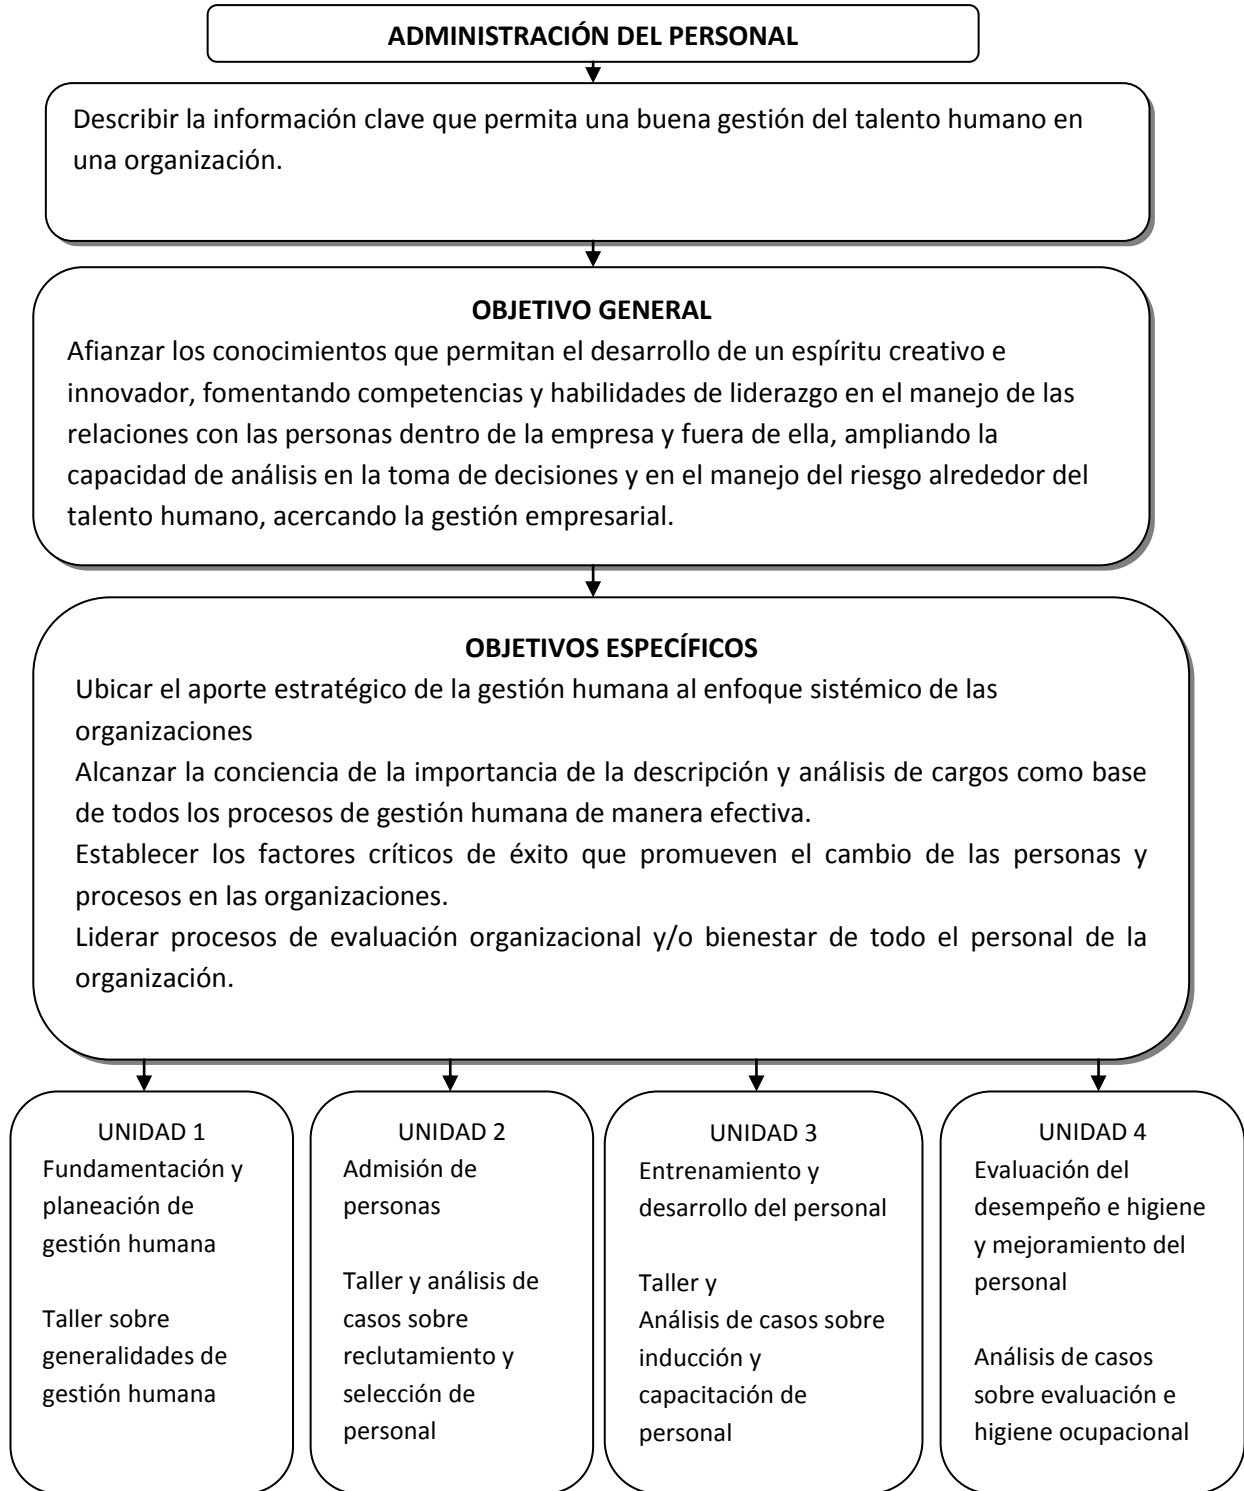 ADMINISTRACIÓN DEL PERSONAL
Describir la información clave que permita una buena gestión del talento humano en
una organización.
OBJETIVO GENERAL
Afianzar los conocimientos que permitan el desarrollo de un espíritu creativo e
innovador, fomentando competencias y habilidades de liderazgo en el manejo de las
relaciones con las personas dentro de la empresa y fuera de ella, ampliando la
capacidad de análisis en la toma de decisiones y en el manejo del riesgo alrededor del
talento humano, acercando la gestión empresarial.
OBJETIVOS ESPECÍFICOS
Ubicar el aporte estratégico de la gestión humana al enfoque sistémico de las
organizaciones
Alcanzar la conciencia de la importancia de la descripción y análisis de cargos como base
de todos los procesos de gestión humana de manera efectiva.
Establecer los factores críticos de éxito que promueven el cambio de las personas y
procesos en las organizaciones.
Liderar procesos de evaluación organizacional y/o bienestar de todo el personal de la
organización.
UNIDAD 1
Fundamentación y
planeación de
gestión humana
Taller sobre
generalidades de
gestión humana
UNIDAD 2
Admisión de
personas
Taller y análisis de
casos sobre
reclutamiento y
selección de
personal
UNIDAD 3
Entrenamiento y
desarrollo del personal
Taller y
Análisis de casos sobre
inducción y
capacitación de
personal
UNIDAD 4
Evaluación del
desempeño e higiene
y mejoramiento del
personal
Análisis de casos
sobre evaluación e
higiene ocupacional